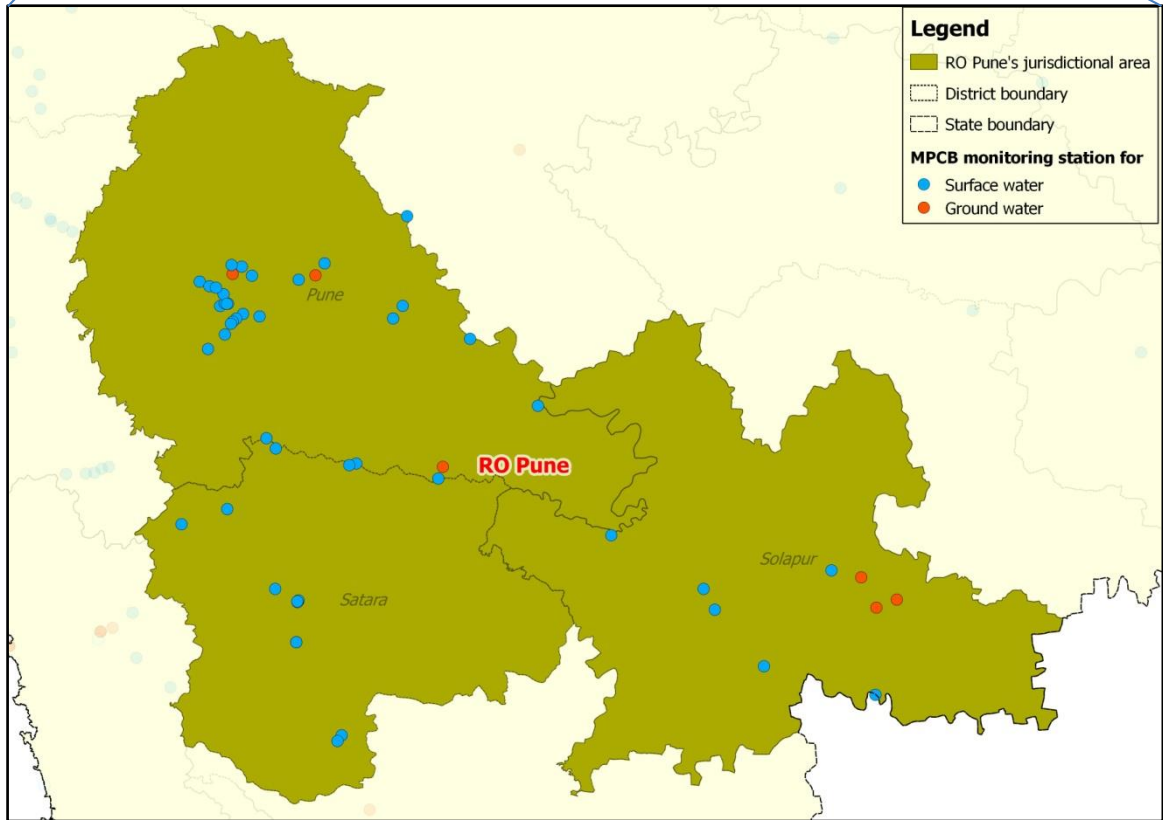 Legend
RO Pune's jurisdictional area
District boundary
State boundary
MPCB monitoring station for
Surface water
Ground water
Pune
RO Pune
Solapur
Satara